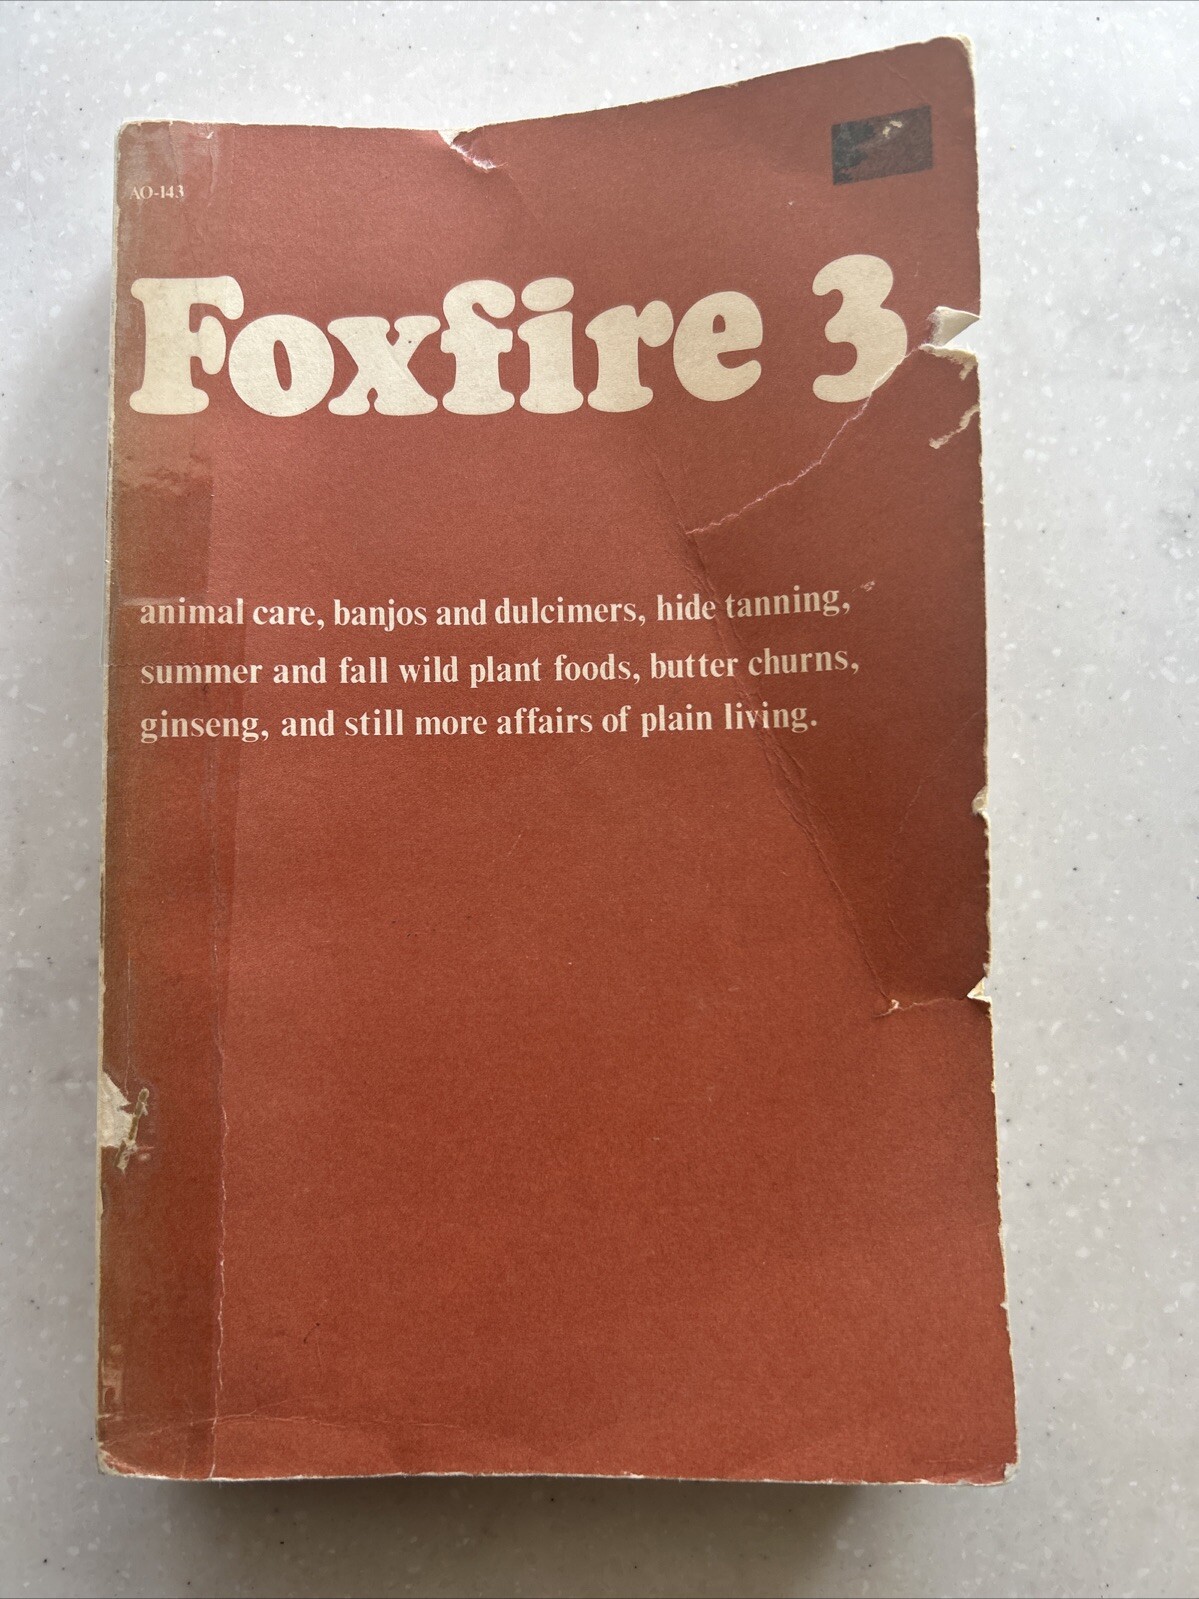 AO-143
Foxfire 3
animal care, banjos and dulcimers, hide tanning,
summer and fall wild plant foods, butter churns,
ginseng, and still more affairs of plain living.